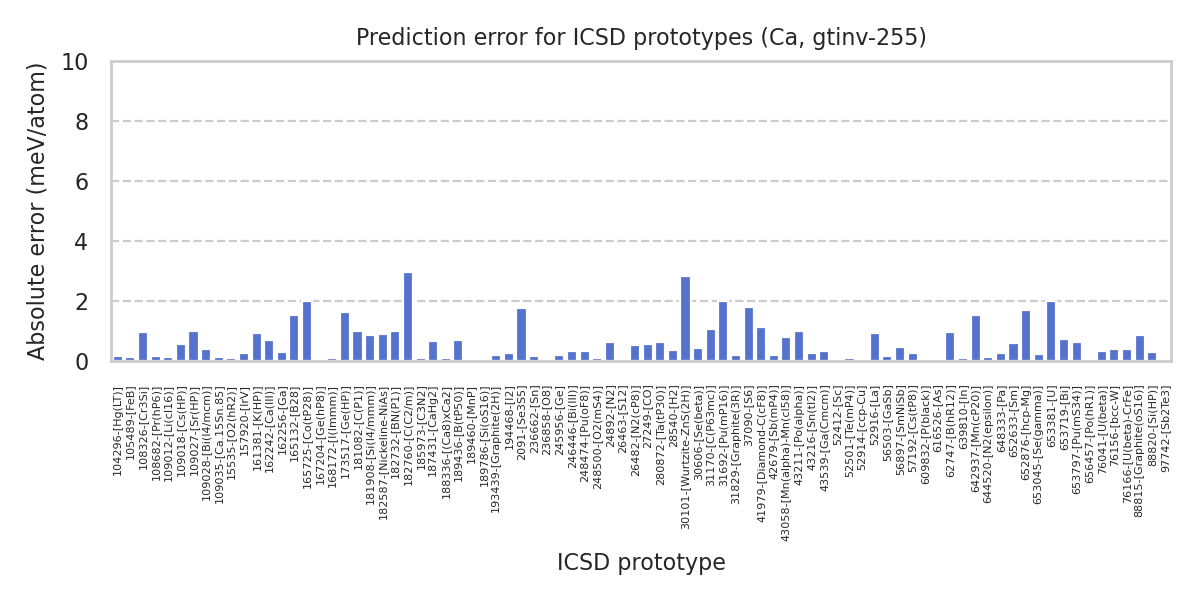 Prediction error for ICSD prototypes (Ca, gtinv-255)
Absolute error (meV/atom)
10
8
6
4
2
0
104296-[Hg(LT)]
105489-[FeB]
108326-[Cr3Si]
108682-[Pr(hP6)]
109012-[Li(cI16)]
109018-[Cs(HP)]
109027-[Sr(HP)]
109028-[Bi(I4/mcm)]
109035-[Ca.15Sn.85]
15535-[O2(hR2)]
157920-[IrV]
161381-[K(HP)]
162242-[Ca(III)]
162256-[Ga]
165132-[B28]
165725-[Co(tP28)]
167204-[Ge(hP8)]
168172-[I(Immm)]
173517-[Ge(HP)]
181082-[C(P1)]
181908-[Si(I4/mmm)]
182587-[Nickeline-NiAs]
182732-[BN(P1)]
182760-[C(C2/m)]
185973-[C3N2]
187431-[CaHg2]
188336-[(Ca8)xCa2]
189436-[B(tP50)]
189460-[MnP]
189786-[Si(oS16)]
193439-[Graphite(2H)]
194468-[I2]
2091-[Se3S5]
236662-[Sn]
236858-[O8]
245956-[Ge]
246446-[Bi(III)]
248474-[Pu(oF8)]
248500-[O2(mS4)]
24892-[N2]
26463-[S12]
26482-[N2(cP8)]
27249-[CO]
280872-[Ta(tP30)]
28540-[H2]
30101-[Wurtzite-ZnS(2H)]
30606-[Se(beta)]
31170-[C(P63mc)]
31692-[Pu(mP16)]
31829-[Graphite(3R)]
37090-[S6]
41979-[Diamond-C(cF8)]
42679-[Sb(mP4)]
43058-[Mn(alpha)-Mn(cI58)]
43211-[Po(alpha)]
43216-[Sn(tI2)]
43539-[Ga(Cmcm)]
52412-[Sc]
52501-[Te(mP4)]
52914-[ccp-Cu]
52916-[La]
56503-[GaSb]
56897-[SmNiSb]
57192-[Cs(tP8)]
609832-[P(black)]
616526-[As]
62747-[B(hR12)]
639810-[In]
642937-[Mn(cP20)]
644520-[N2(epsilon)]
648333-[Pa]
652633-[Sm]
652876-[hcp-Mg]
653045-[Se(gamma)]
653381-[U]
653719-[I]
653797-[Pu(mS34)]
656457-[Po(hR1)]
76041-[U(beta)]
76156-[bcc-W]
76166-[U(beta)-CrFe]
88815-[Graphite(oS16)]
88820-[Si(HP)]
97742-[Sb2Te3]
ICSD prototype